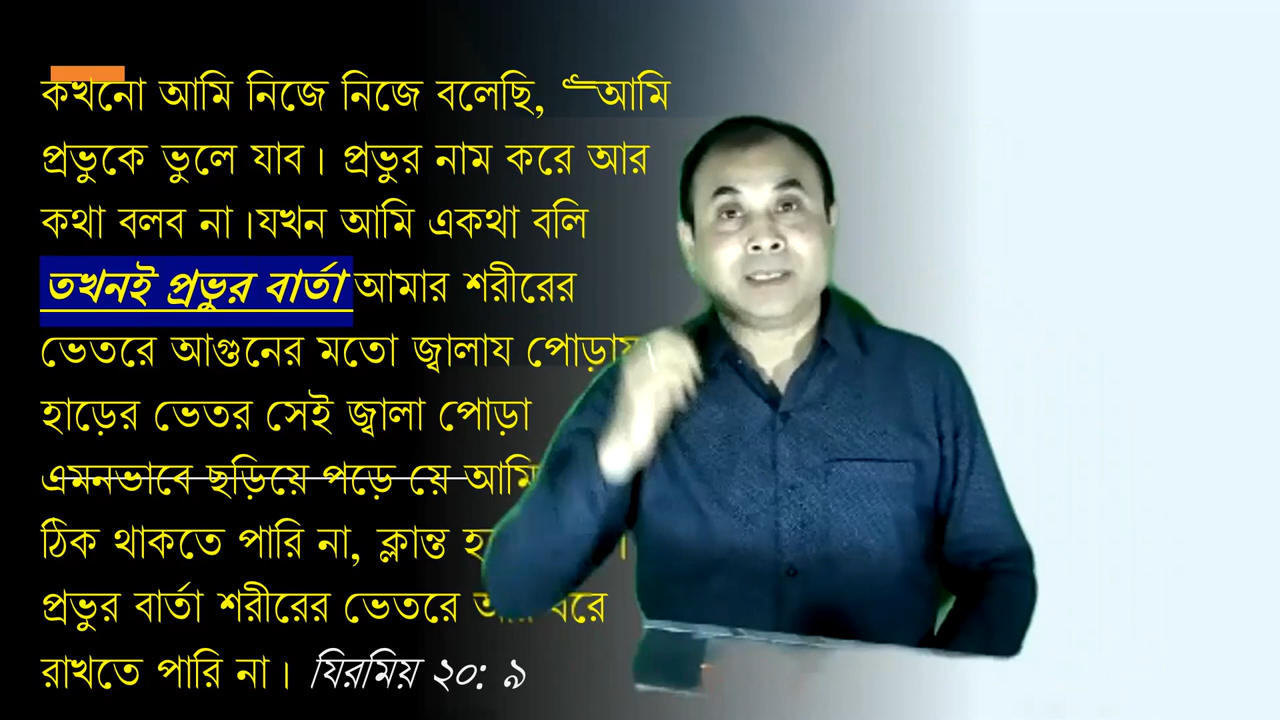 কখনো আমি নিজে নিজে বলেছি, “আমি
প্রভুকে ভুলে যাব। প্রভুর নাম করে আর
কথা বলব না।যখন আমি একথা বলি
তখনই প্রভুর বার্তা আমার শরীরের
ভেতরে আগুনের মতো জ্বালায
হাড়ের ভেতর সেই জ্বালা পোড়া
এমনভাবে ছড়িয়ে পড়ে যে আমি
ঠিক থাকতে পারি না, ক্লান্ত
প্রভুর বার্তা শরীরের ভেতরে
রাখতে পারি না। যিরমিয় ২০: ৯